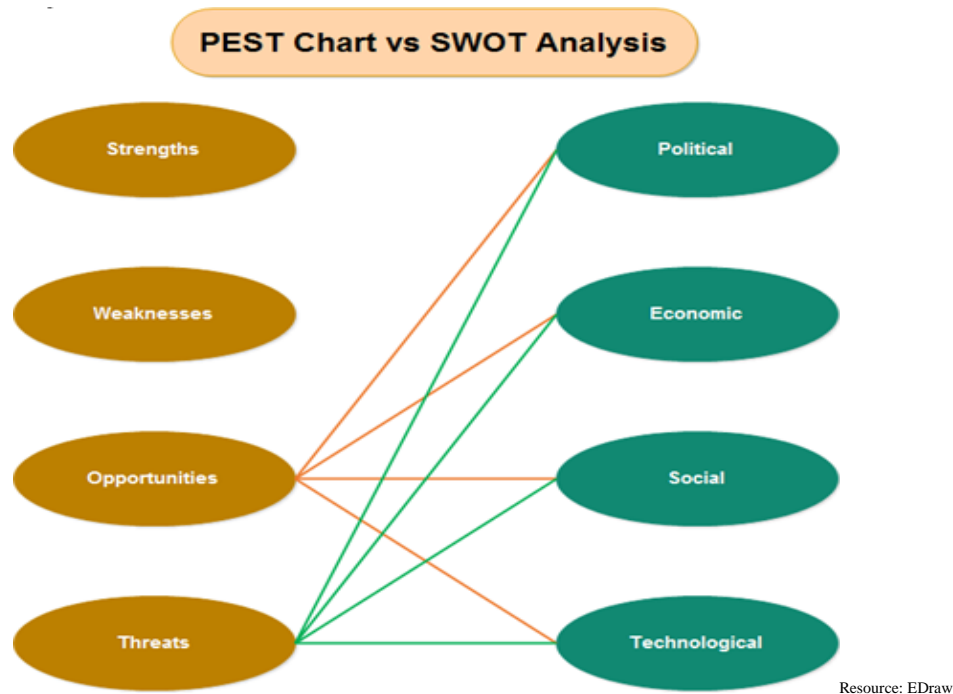 PEST Chart vs SWOT Analysis
Strengths
Political
Weaknesses
Economic
Opportunities
Social
Threats
Technological
Resource: EDraw